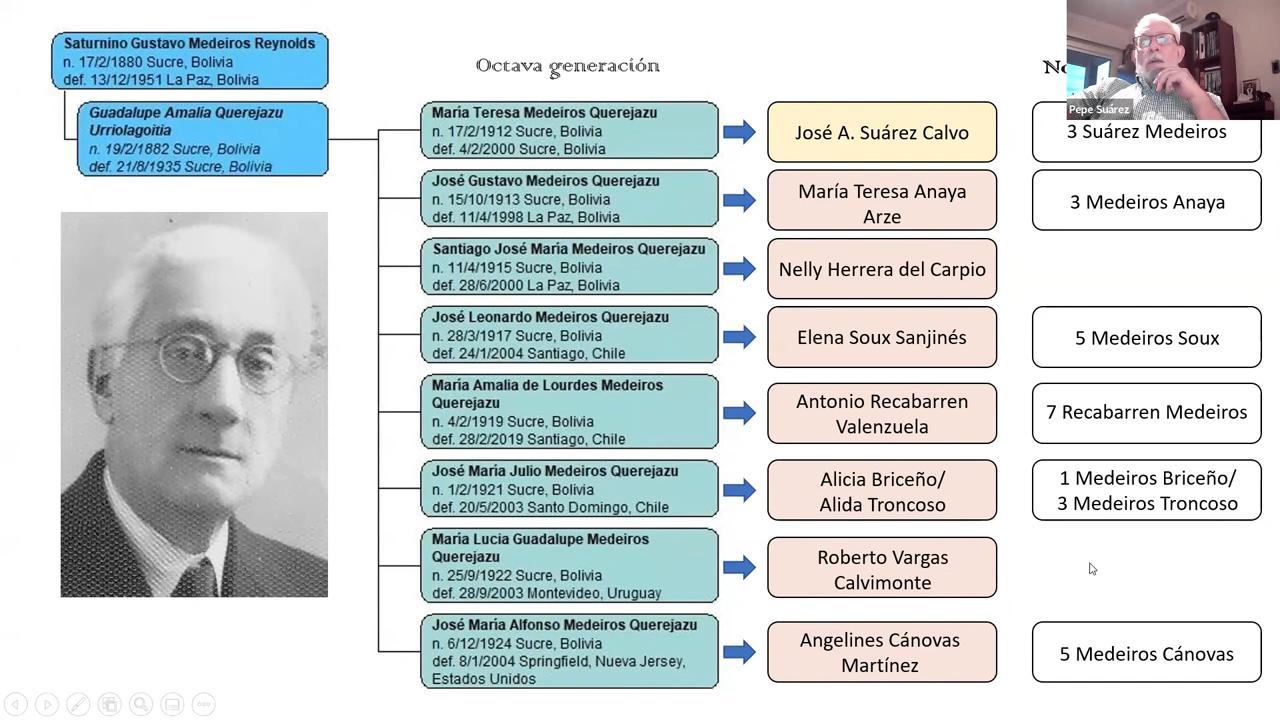 Saturnino Gustavo Medeiros Reynolds
n. 17/2/1880 Sucre, Bolivia
def. 13/12/1951 La Paz, Bolivia
Guadalupe Amalia Querejazu
Urriolagoitia
n. 19/2/1882 Sucre, Bolivia
def. 21/8/1935 Sucre, Bolivia
Octava generación
Pepe Suárez
María Teresa Medeiros Querejazu
n. 17/2/1912 Sucre, Bolivia
def. 4/2/2000 Sucre, Bolivia
José A. Suárez Calvo
3 Suárez Medeiros
José Gustavo Medeiros Querejazu
n. 15/10/1913 Sucre, Bolivia
def. 11/4/1998 La Paz, Bolivia
María Teresa Anaya
Arze
3 Medeiros Anaya
Santiago José María Medeiros Querejazu
n. 11/4/1915 Sucre, Bolivia
def. 28/6/2000 La Paz, Bolivia
Nelly Herrera del Carpio
José Leonardo Medeiros Querejazu
n. 28/3/1917 Sucre, Bolivia
def. 24/1/2004 Santiago, Chile
Elena Soux Sanjinés
5 Medeiros Soux
María Amalia de Lourdes Medeiros
Querejazu
n. 4/2/1919 Sucre, Bolivia
def. 28/2/2019 Santiago, Chile
Antonio Recabarren
Valenzuela
7 Recabarren Medeiros
José María Julio Medeiros Querejazu
n. 1/2/1921 Sucre, Bolivia
def. 20/5/2003 Santo Domingo, Chile
Alicia Briceño/
Alida Troncoso
1 Medeiros Briceño/
3 Medeiros Troncoso
María Lucia Guadalupe Medeiros
Querejazu
n. 25/9/1922 Sucre, Bolivia
def. 28/9/2003 Montevideo, Uruguay
Roberto Vargas
Calvimonte
José María Alfonso Medeiros Querejazu
n. 6/12/1924 Sucre, Bolivia
def. 8/1/2004 Springfield, Nueva Jersey,
Estados Unidos
Angelines Cánovas
Martínez
5 Medeiros Cánovas